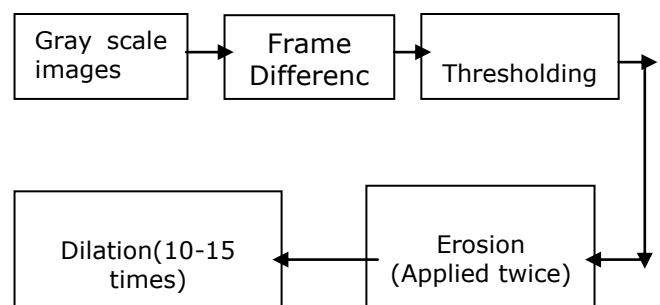 Gray scale
images
Frame
Differenc
Thresholding
Erosion
(Applied twice)
Dilation(10-15
times)